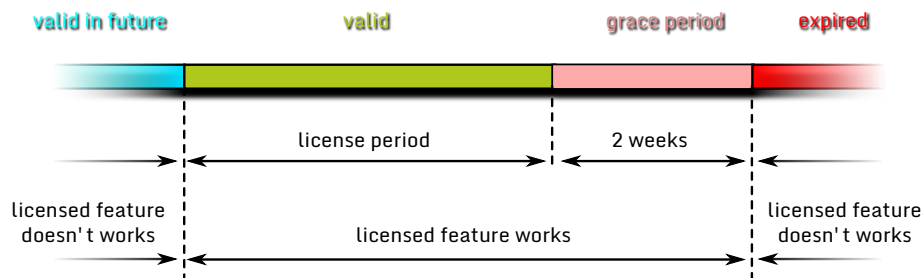 valid in future
valid
grace period
expired
license period
2 weeks
licensed feature
doesn't works
licensed feature works
licensed feature
doesn't works